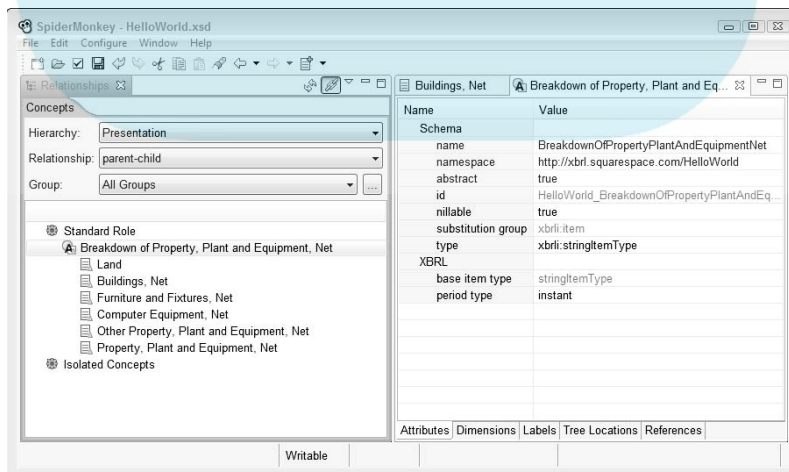 SpiderMonkey - HelloWorld.xsd
File Edit Configure Window Help
Relationships
Concepts
Hierarchy: Presentation
Relationship: parent-child
Group: All Groups ...
Standard Role
A Breakdown of Property, Plant and Equipment, Net
Land
Buildings, Net
Furniture and Fixtures, Net
Computer Equipment, Net
Other Property, Plant and Equipment, Net
Property, Plant and Equipment, Net
Isolated Concepts
Buildings, Net A Breakdown of Property, Plant and Eq...
Name Value
Schema
name BreakdownOfPropertyPlantAndEquipmentNet
namespace http://xbrl.squarespace.com/HelloWorld
abstract true
id HelloWorld_BreakdownOfPropertyPlantAndEq...
nillable true
substitution group xbrli:item
type xbrli:stringItemType
XBRL
base item type stringItemType
period type instant
Attributes Dimensions Labels Tree Locations References
Writable